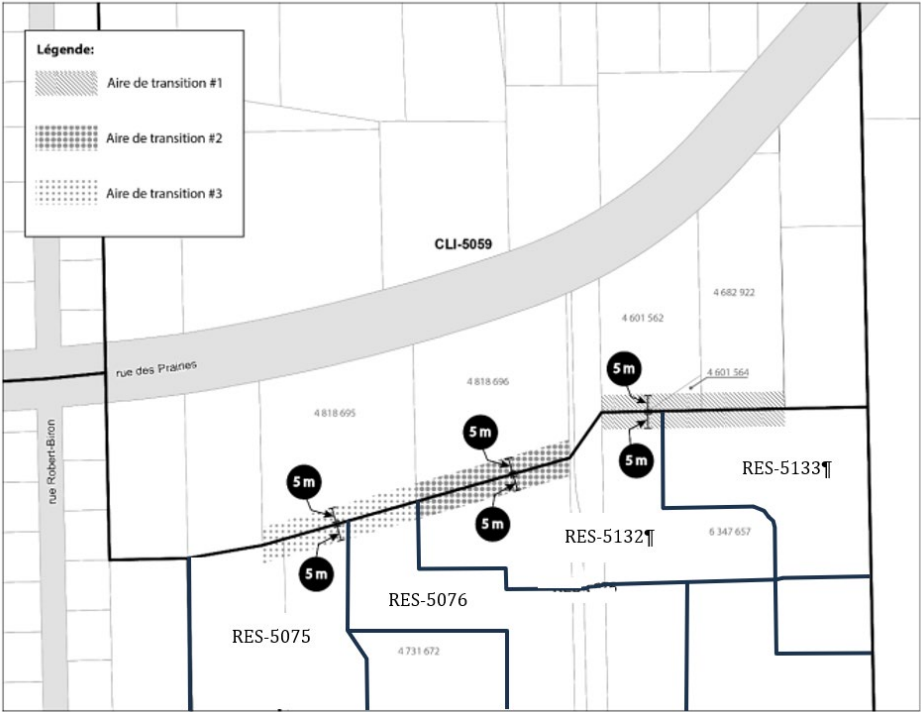 Légende:
Aire de transition #1
Aire de transition #2
Aire de transition #3
CLI-5059
4 682 922
4 601 562
rue des Prairies
5 m
4 601 564
4 818 696
4 818 695
rue Robert-Biron
5 m
5 m
RES-5133¶
5 m
5 m
RES-5132¶
6 347 657
5 m
RES-5076
RES-5075
4 731 672